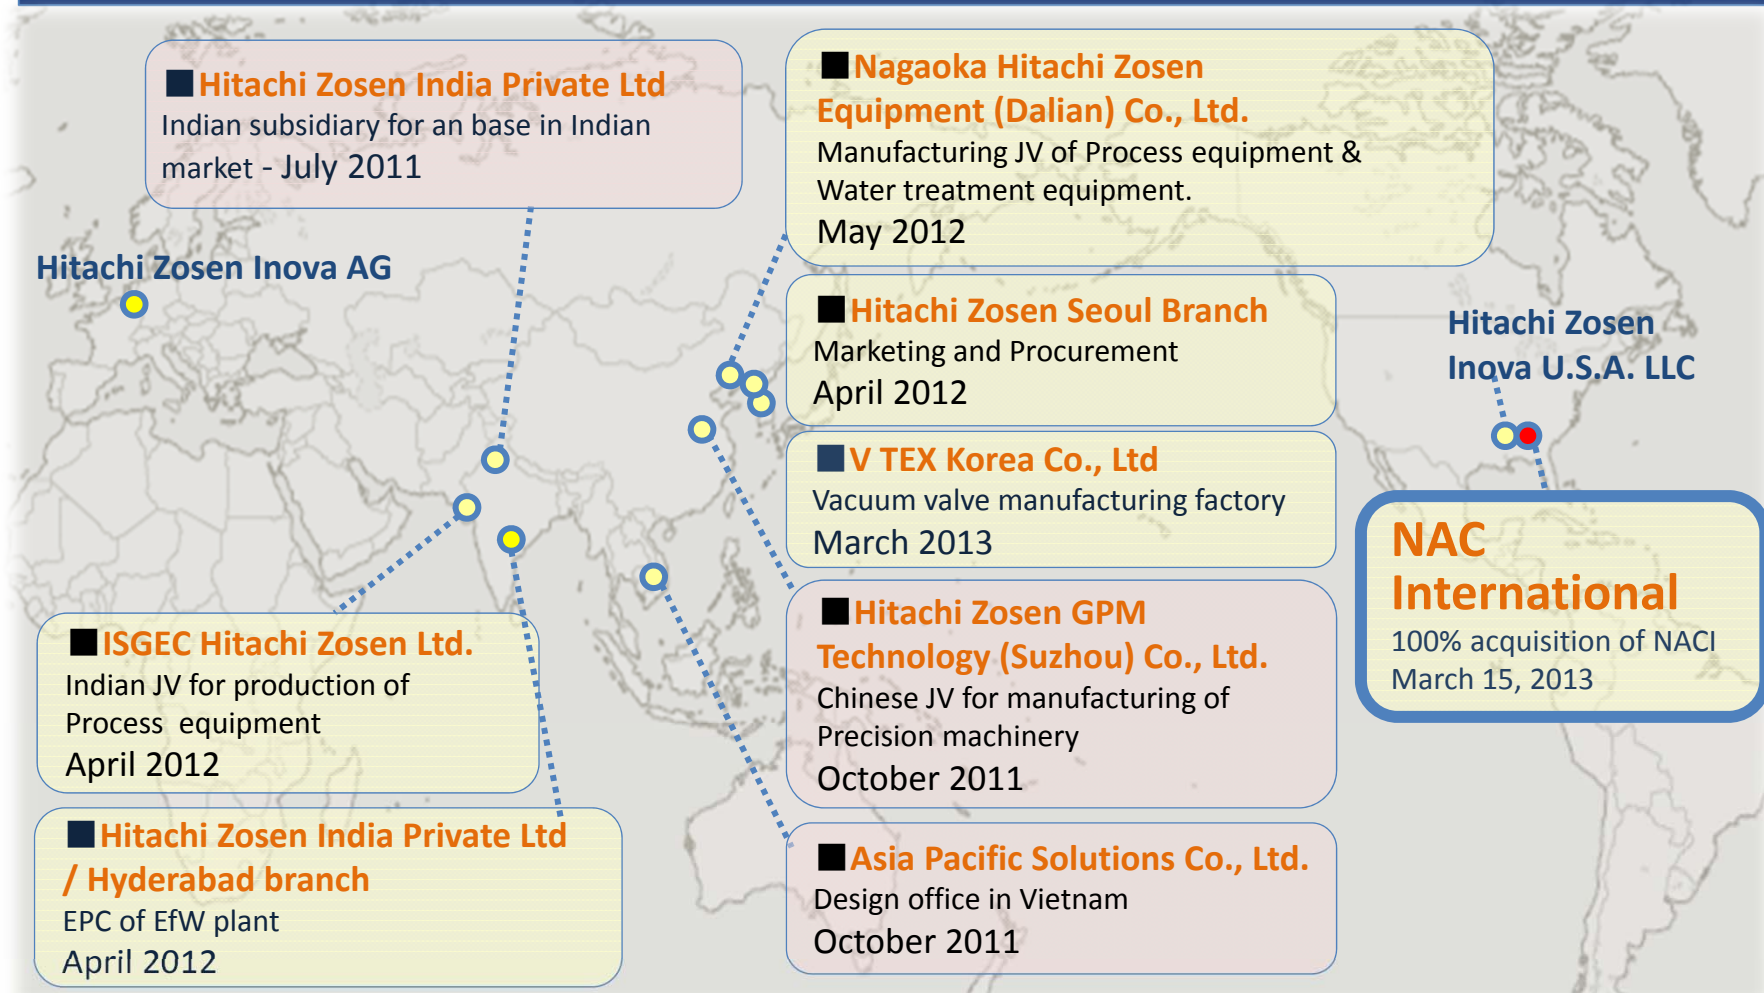 ■Hitachi Zosen India Private Ltd
Indian subsidiary for an base in Indian
market - July 2011
■Nagaoka Hitachi Zosen
Equipment (Dalian) Co., Ltd.
Manufacturing JV of Process equipment &
Water treatment equipment.
May 2012
Hitachi Zosen Inova AG
■Hitachi Zosen Seoul Branch
Marketing and Procurement
April 2012
Hitachi Zosen
Inova U.S.A. LLC
■V TEX Korea Co., Ltd
Vacuum valve manufacturing factory
March 2013
NAC
International
100% acquisition of NACI
March 15, 2013
■Hitachi Zosen GPM
Technology (Suzhou) Co., Ltd.
Chinese JV for manufacturing of
Precision machinery
October 2011
■ISGEC Hitachi Zosen Ltd.
Indian JV for production of
Process equipment
April 2012
■Hitachi Zosen India Private Ltd
/ Hyderabad branch
EPC of EfW plant
April 2012
■Asia Pacific Solutions Co., Ltd.
Design office in Vietnam
October 2011